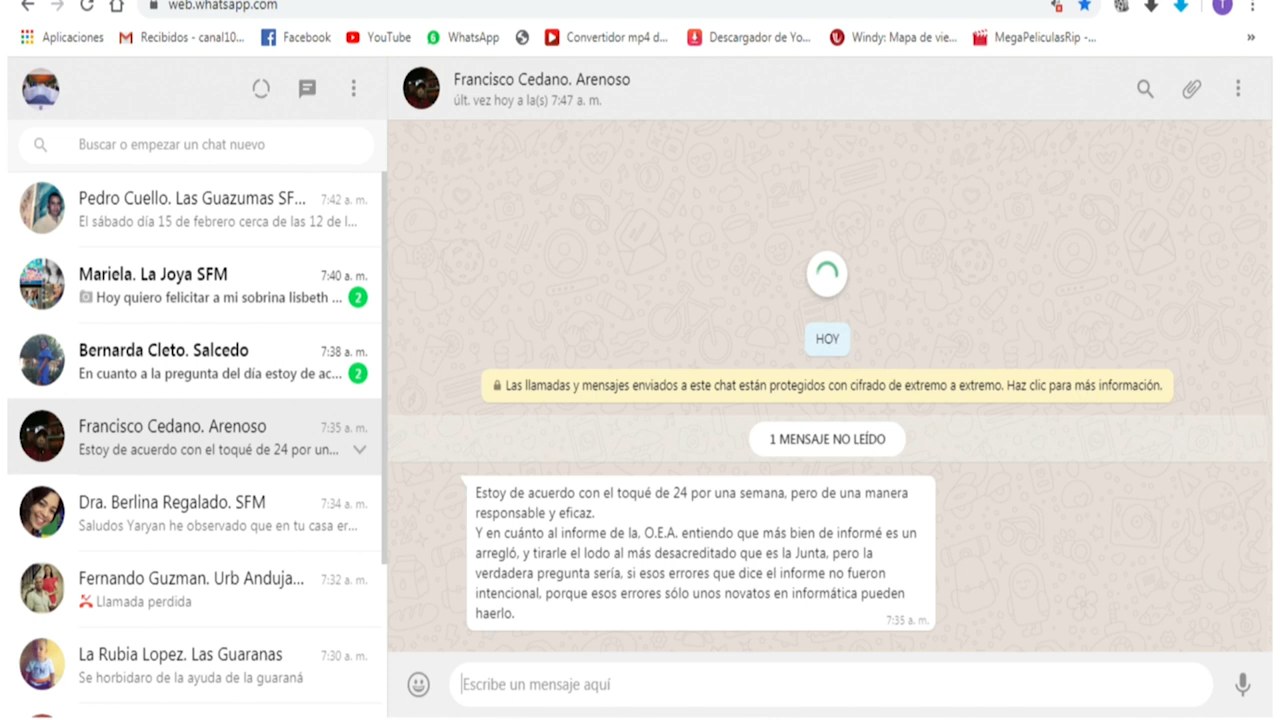 web.whatsapp.com
Aplicaciones
Recibidos - canal10...
Facebook
YouTube
WhatsApp
Convertidor mp4 d...
Descargador de Yo...
Windy: Mapa de vie...
MegaPeliculasRip -...
»
Francisco Cedano. Arenoso
últ. vez hoy a la(s) 7:47 a. m.
Buscar o empezar un chat nuevo
Pedro Cuello. Las Guazumas SF... 7:42 a. m.
El sábado día 15 de febrero cerca de las 12 de l...
Mariela. La Joya SFM 7:40 a. m.
Hoy quiero felicitar a mi sobrina lisbeth ... 2
Bernarda Cleto. Salcedo 7:38 a. m.
En cuanto a la pregunta del día estoy de ac... 2
Francisco Cedano. Arenoso 7:35 a. m.
Estoy de acuerdo con el toqué de 24 por un...
Dra. Berlina Regalado. SFM 7:34 a. m.
Saludos Yaryan he observado que en tu casa er...
Fernando Guzman. Urb Anduja... 7:32 a. m.
Llamada perdida
La Rubia Lopez. Las Guaranas 7:30 a. m.
Se horbidaro de la ayuda de la guaraná
HOY
Las llamadas y mensajes enviados a este chat están protegidos con cifrado de extremo a extremo. Haz clic para más información.
1 MENSAJE NO LEÍDO
Estoy de acuerdo con el toqué de 24 por una semana, pero de una manera
responsable y eficaz.
Y en cuánto al informe de la, O.E.A. entiendo que más bien de informé es un
arregló, y tirarle el lodo al más desacreditado que es la Junta, pero la
verdadera pregunta sería, si esos errores que dice el informe no fueron
intencional, porque esos errores sólo unos novatos en informática pueden
haerlo.
7:35 a. m.
Escribe un mensaje aquí